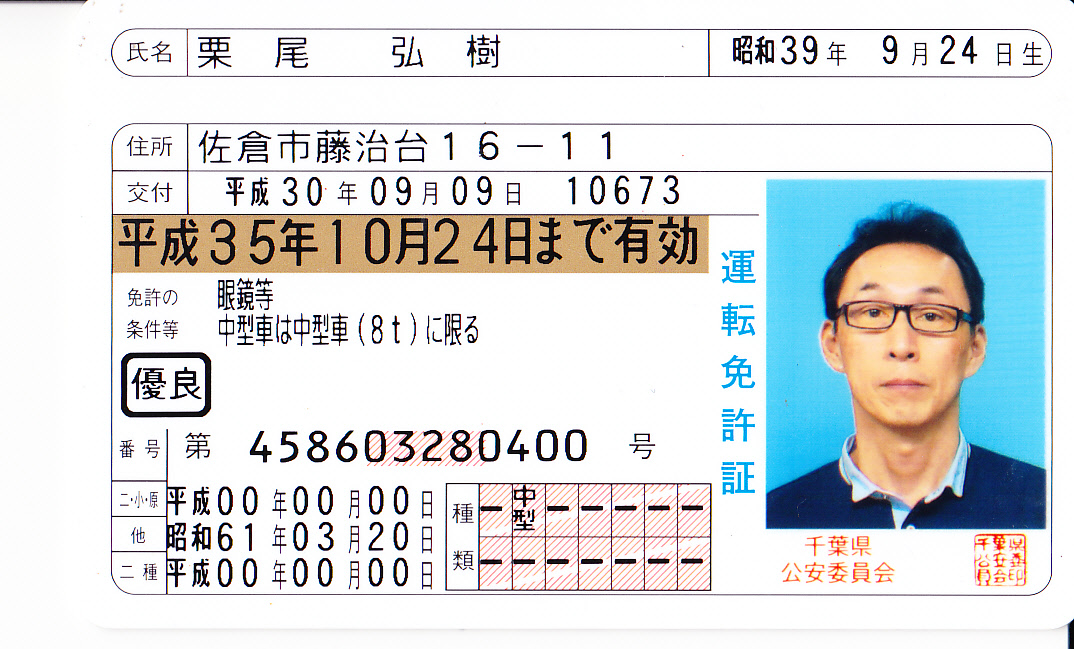 氏名 栗尾 弘樹 昭和39年 9月24日生
住所 佐倉市藤治台16-11
交付 平成30年09月09日 10673
平成35年10月24日まで有効
免許の 眼鏡等
条件等 中型車は中型車(8t)に限る
優良
番号 第 458603280400 号
二・小・原 平成00年00月00日
他 昭和61年03月20日
二種 平成00年00月00日
種類 ー 中型 ー ー ー ー ー
ー ー ー ー ー ー ー
運転免許証
千葉県
公安委員会
千葉県公安委員会印